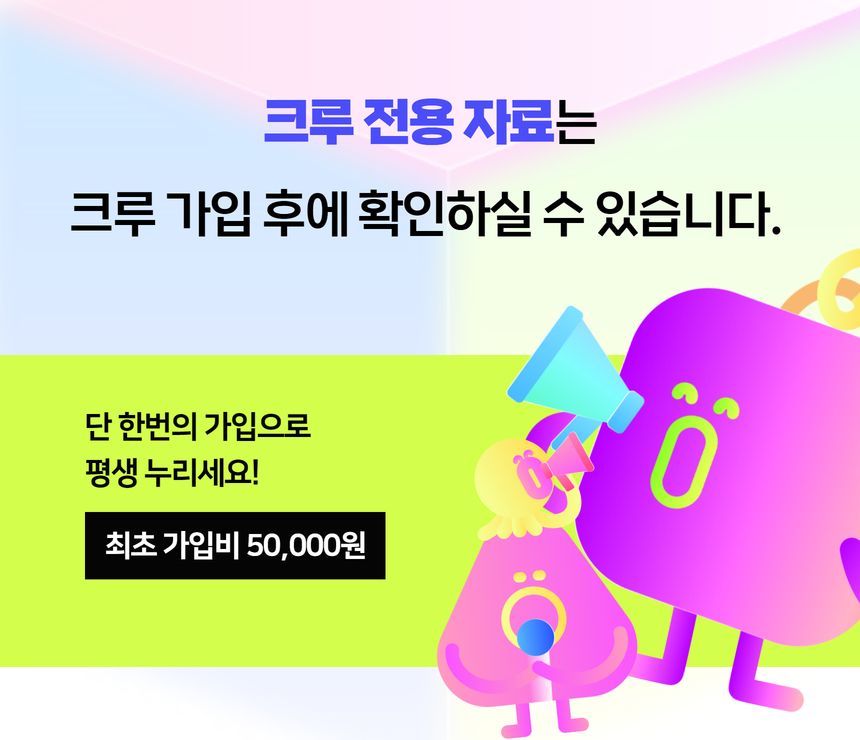 크루 전용 자료는
크루 가입 후에 확인하실 수 있습니다.
단 한번의 가입으로
평생 누리세요!
최초 가입비 50,000원